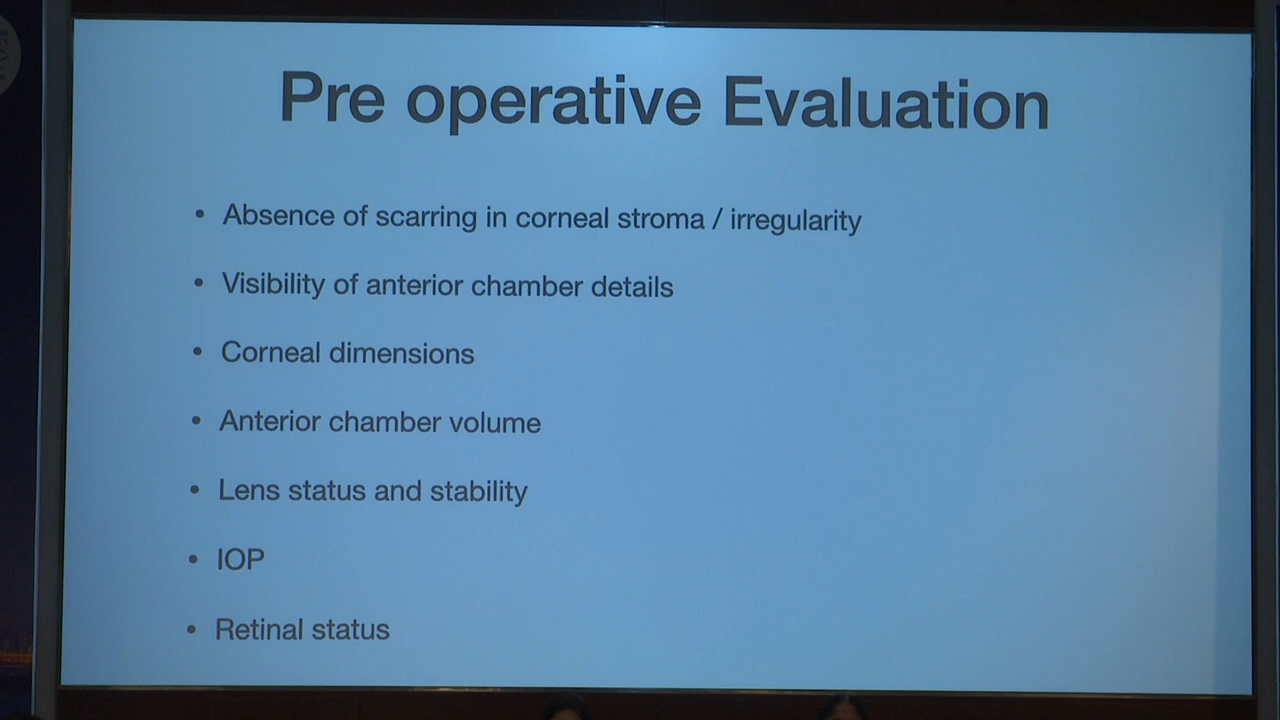 Pre operative Evaluation
• Absence of scarring in corneal stroma / irregularity
• Visibility of anterior chamber details
• Corneal dimensions
• Anterior chamber volume
• Lens status and stability
• IOP
• Retinal status